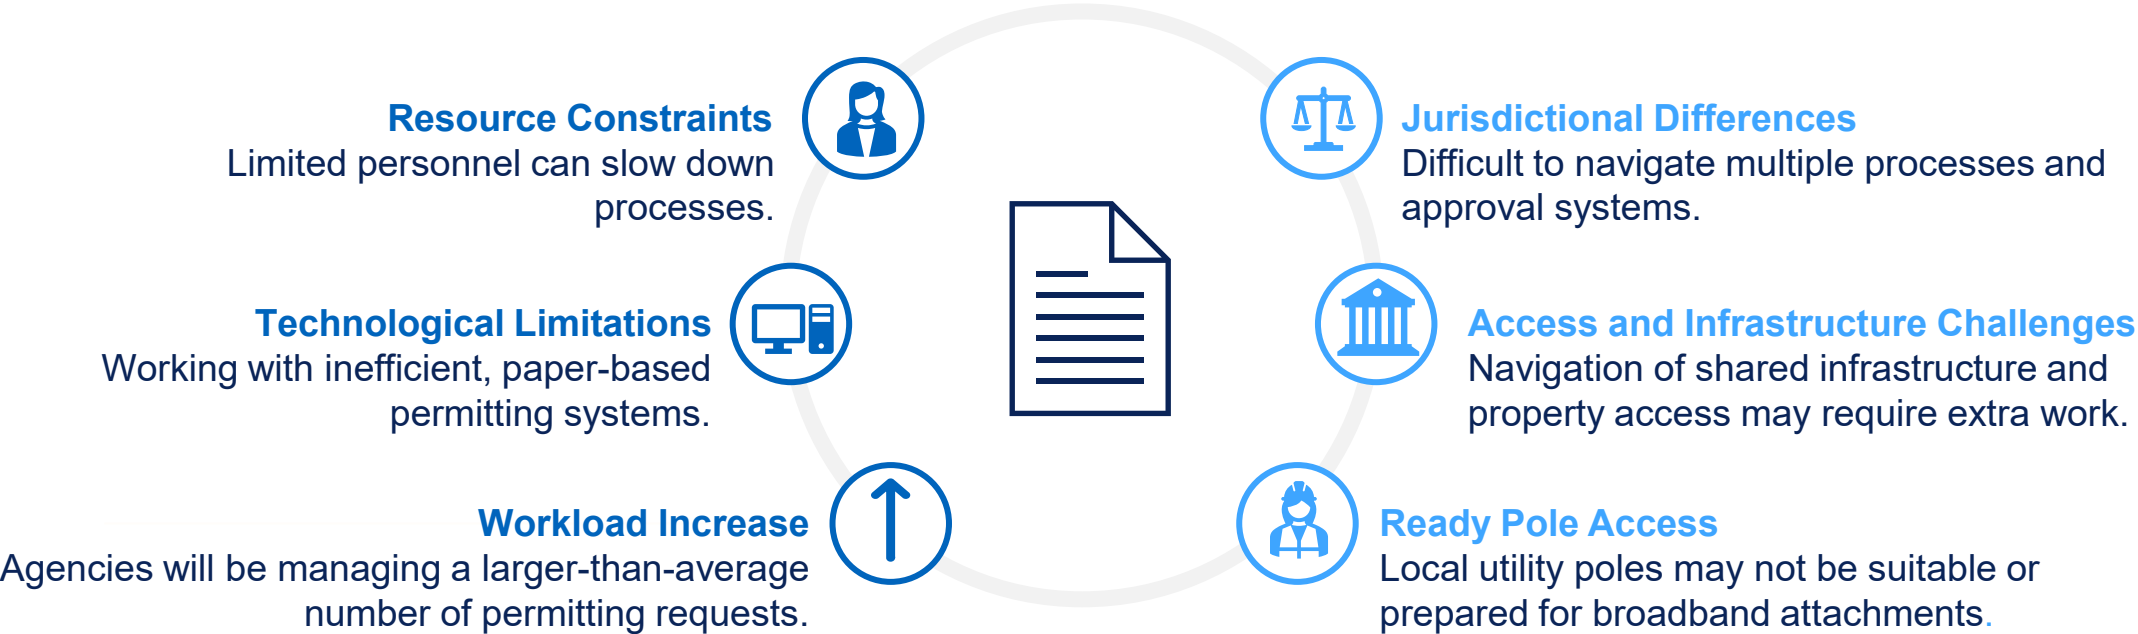 Resource Constraints
Limited personnel can slow down
processes.
Technological Limitations
Working with inefficient, paper-based
permitting systems.
Workload Increase
Agencies will be managing a larger-than-average
number of permitting requests.
Jurisdictional Differences
Difficult to navigate multiple processes and
approval systems.
Access and Infrastructure Challenges
Navigation of shared infrastructure and
property access may require extra work.
Ready Pole Access
Local utility poles may not be suitable or
prepared for broadband attachments.